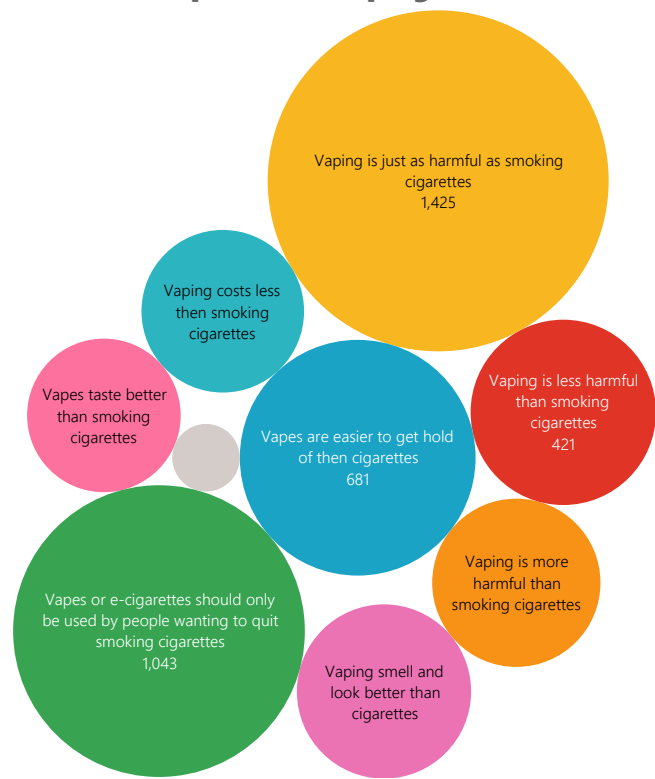 Vaping is just as harmful as smoking
cigarettes
1,425
Vaping costs less
then smoking
cigarettes
Vapes taste better
than smoking
cigarettes
Vapes are easier to get hold
of then cigarettes
681
Vaping is less harmful
than smoking
cigarettes
421
Vaping is more
harmful than
smoking cigarettes
Vapes or e-cigarettes should only
be used by people wanting to quit
smoking cigarettes
1,043
Vaping smell and
look better than
cigarettes